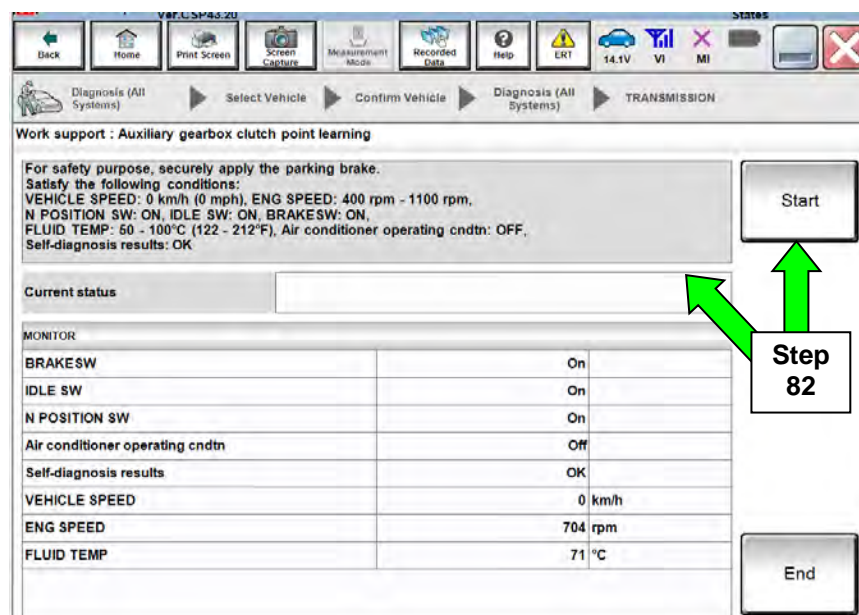 Ver.CSP43.20 States
Back Home Print Screen Screen Capture Measurement Mode Recorded Data Help ERT 14.1V VI MI
Diagnosis (All Systems) Select Vehicle Confirm Vehicle Diagnosis (All Systems) TRANSMISSION
Work support : Auxiliary gearbox clutch point learning
For safety purpose, securely apply the parking brake.
Satisfy the following conditions:
VEHICLE SPEED: 0 km/h (0 mph), ENG SPEED: 400 rpm - 1100 rpm,
N POSITION SW: ON, IDLE SW: ON, BRAKESW: ON,
FLUID TEMP: 50 - 100°C (122 - 212°F), Air conditioner operating cndtn: OFF,
Self-diagnosis results: OK
Start
Current status
Step
82
MONITOR
BRAKESW On
IDLE SW On
N POSITION SW On
Air conditioner operating cndtn Off
Self-diagnosis results OK
VEHICLE SPEED 0 km/h
ENG SPEED 704 rpm
FLUID TEMP 71 °C
End